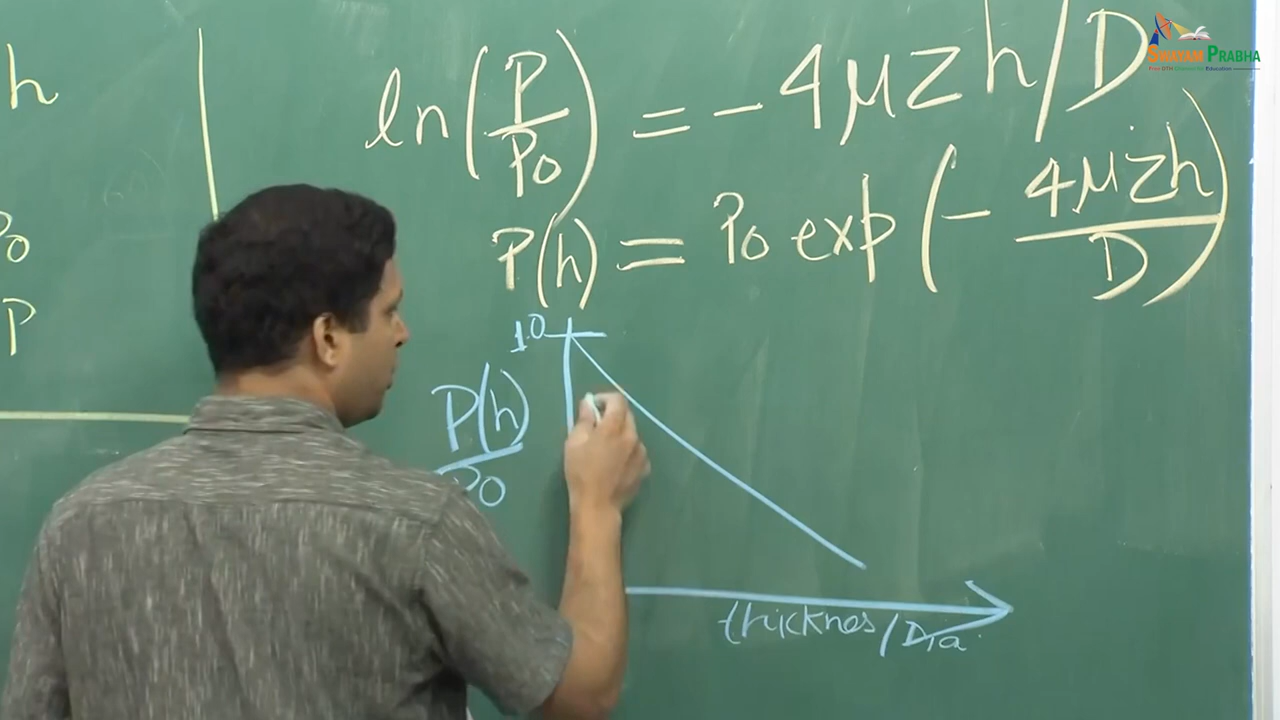 h
Po
P
ln(P/Po) = - 4μzh/D
P(h) = Po exp(- 4μzh/D)
1.0
P(h)/Po
thicknes/Dia
SWAYAM PRABHA